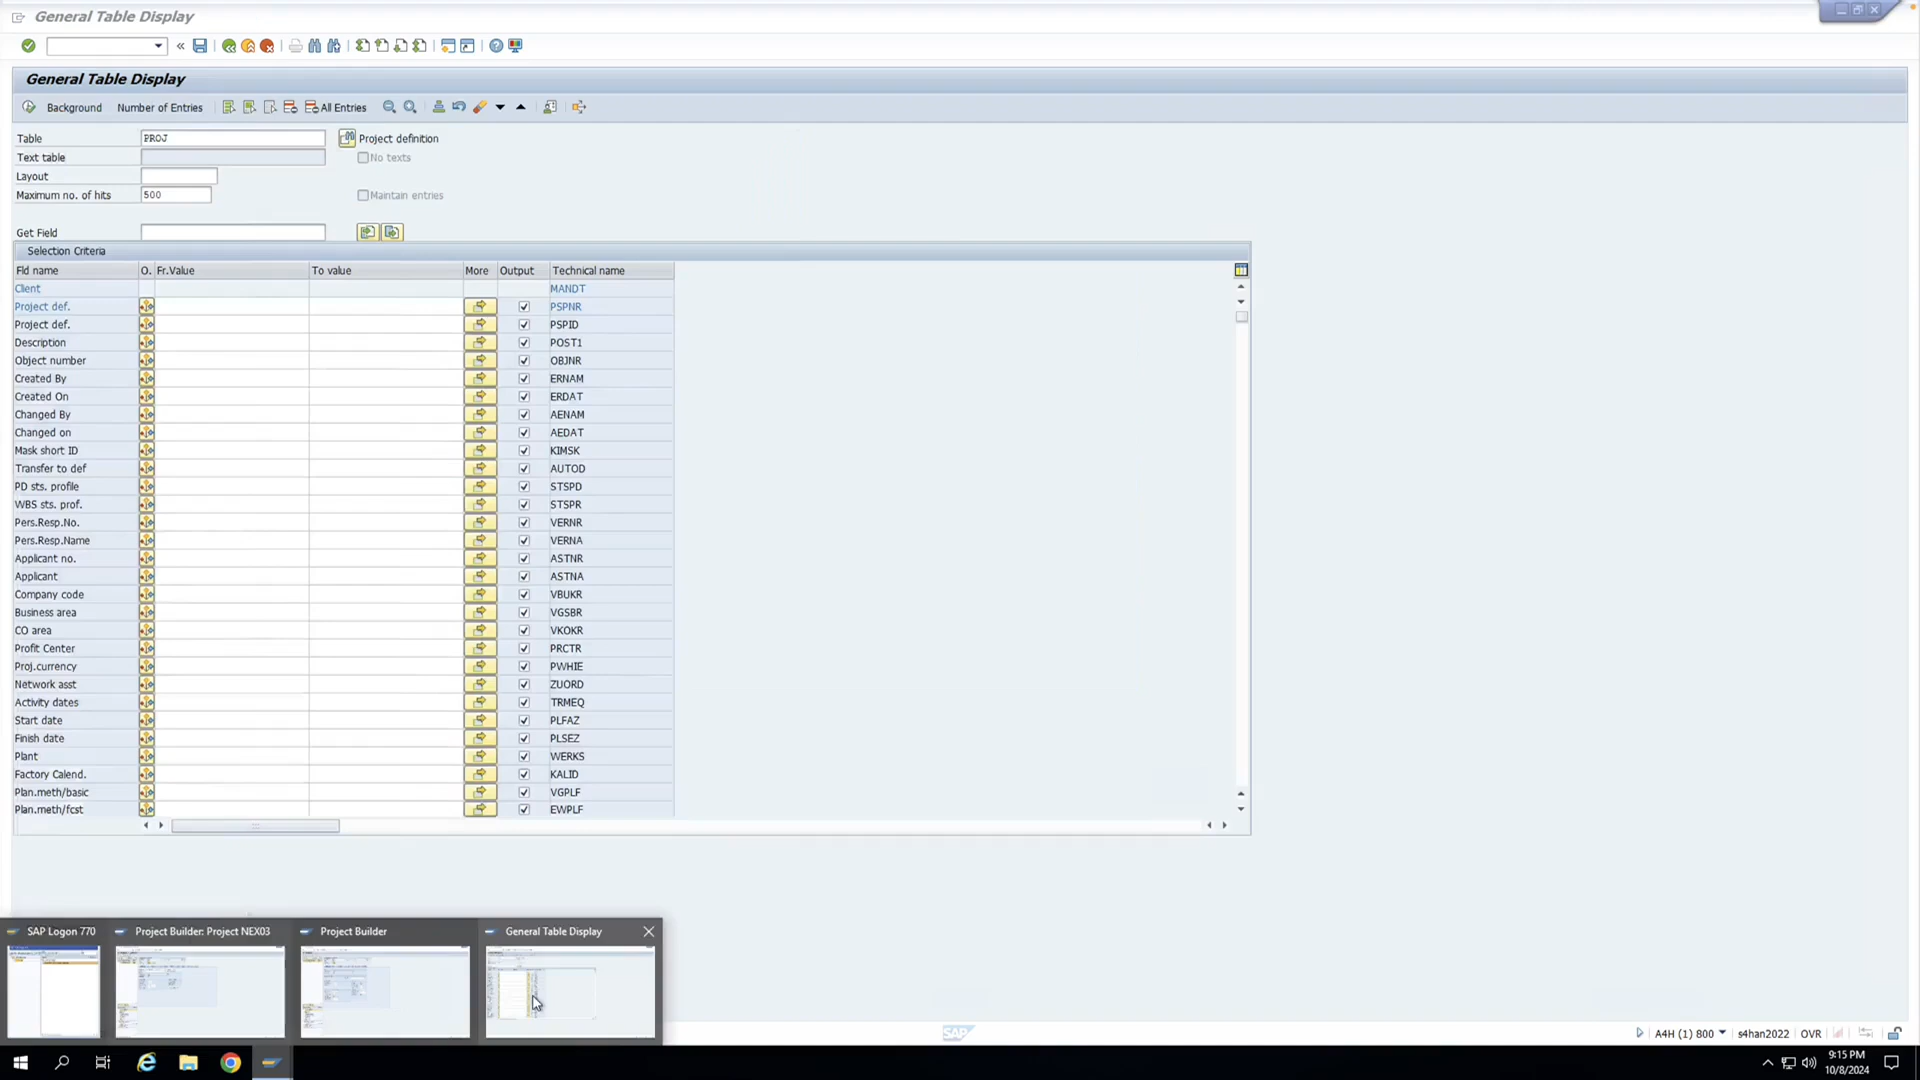 General Table Display
General Table Display
Background Number of Entries All Entries
Table PROJ Project definition
Text table No texts
Layout
Maximum no. of hits 500 Maintain entries
Get Field
Selection Criteria
Fld name O. Fr.Value To value More Output Technical name
Client MANDT
Project def. PSPNR
Project def. PSPID
Description POST1
Object number OBJNR
Created By ERNAM
Created On ERDAT
Changed By AENAM
Changed on AEDAT
Mask short ID KIMSK
Transfer to def AUTOD
PD sts. profile STSPD
WBS sts. prof. STSPR
Pers.Resp.No. VERNR
Pers.Resp.Name VERNA
Applicant no. ASTNR
Applicant ASTNA
Company code VBUKR
Business area VGSBR
CO area VKOKR
Profit Center PRCTR
Proj.currency PWHIE
Network asst ZUORD
Activity dates TRMEQ
Start date PLFAZ
Finish date PLSEZ
Plant WERKS
Factory Calend. KALID
Plan.meth/basic VGPLF
Plan.meth/fcst EWPLF
SAP Logon 770 Project Builder: Project NEX03 Project Builder General Table Display
SAP A4H (1) 800 s4han2022 OVR
9:15 PM
10/8/2024